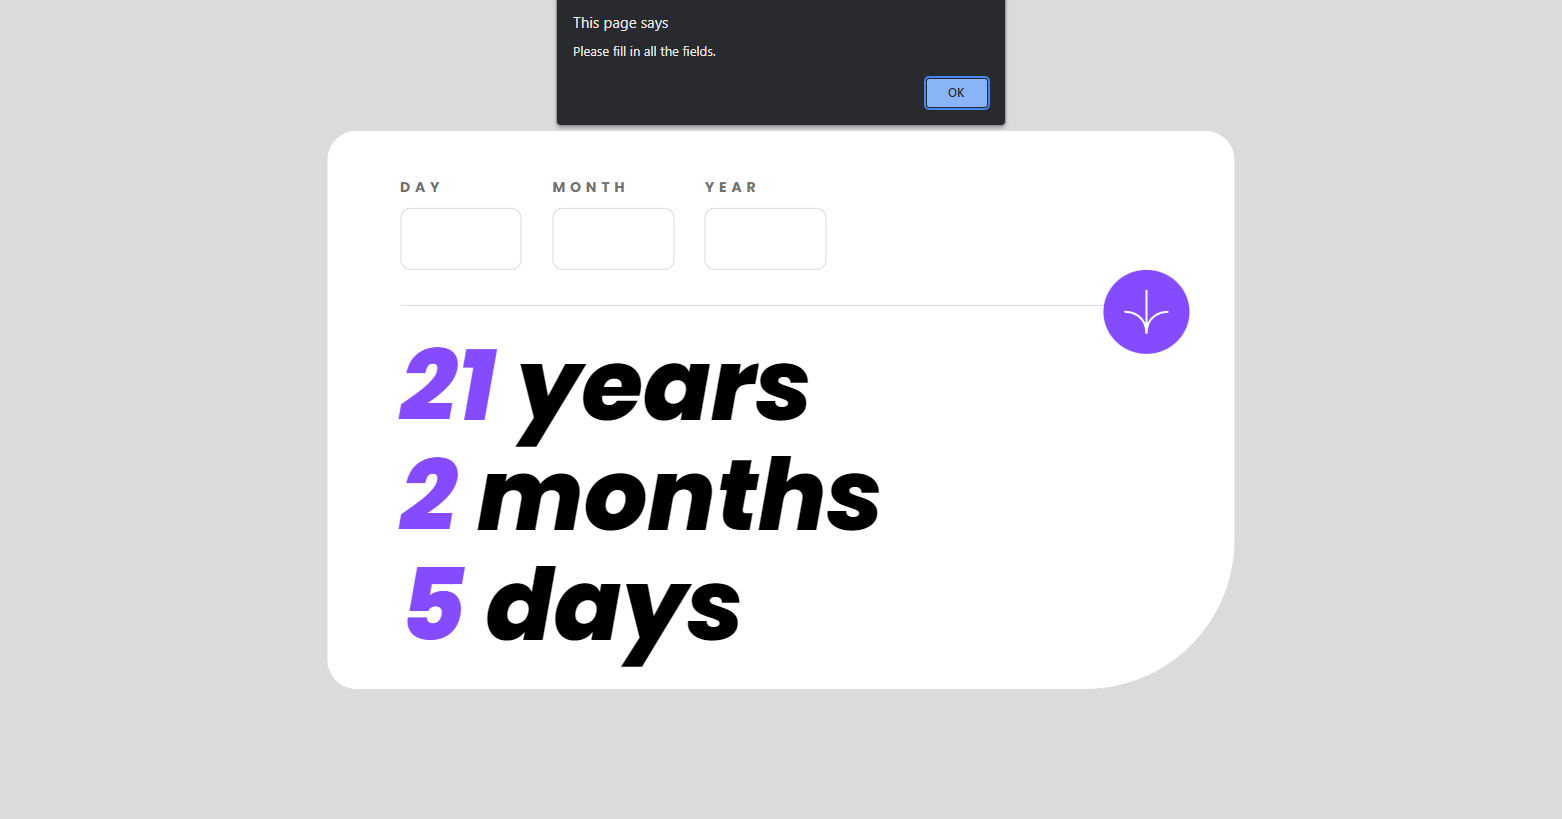 This page says
Please fill in all the fields.
OK
DAY MONTH YEAR
21 years
2 months
5 days